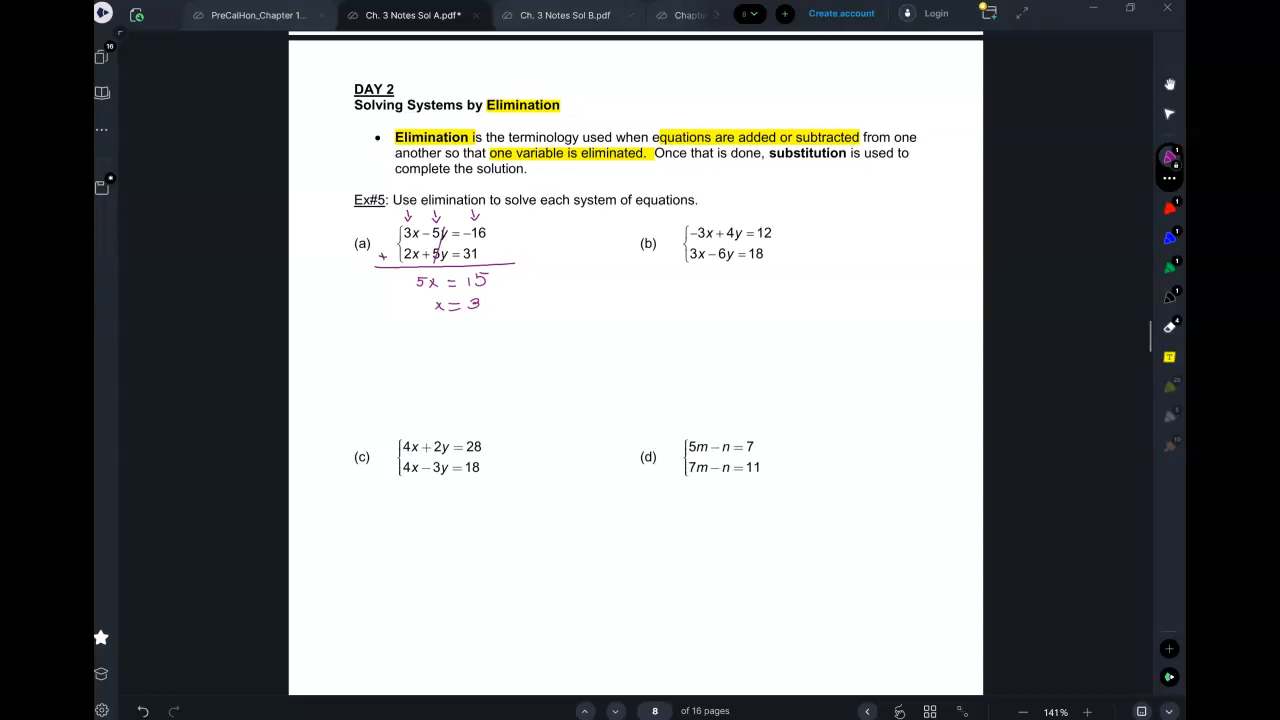 PreCalHon_Chapter 1...
Ch. 3 Notes Sol A.pdf*
Ch. 3 Notes Sol B.pdf
Chapte
8
Create account
Login
16
DAY 2
Solving Systems by Elimination
• Elimination is the terminology used when equations are added or subtracted from one
another so that one variable is eliminated. Once that is done, substitution is used to
complete the solution.
Ex#5: Use elimination to solve each system of equations.
(a)
3x − 5y = −16
+ 2x + 5y = 31
5x = 15
x = 3
(b)
−3x + 4y = 12
3x − 6y = 18
(c)
4x + 2y = 28
4x − 3y = 18
(d)
5m − n = 7
7m − n = 11
8 of 16 pages
141%